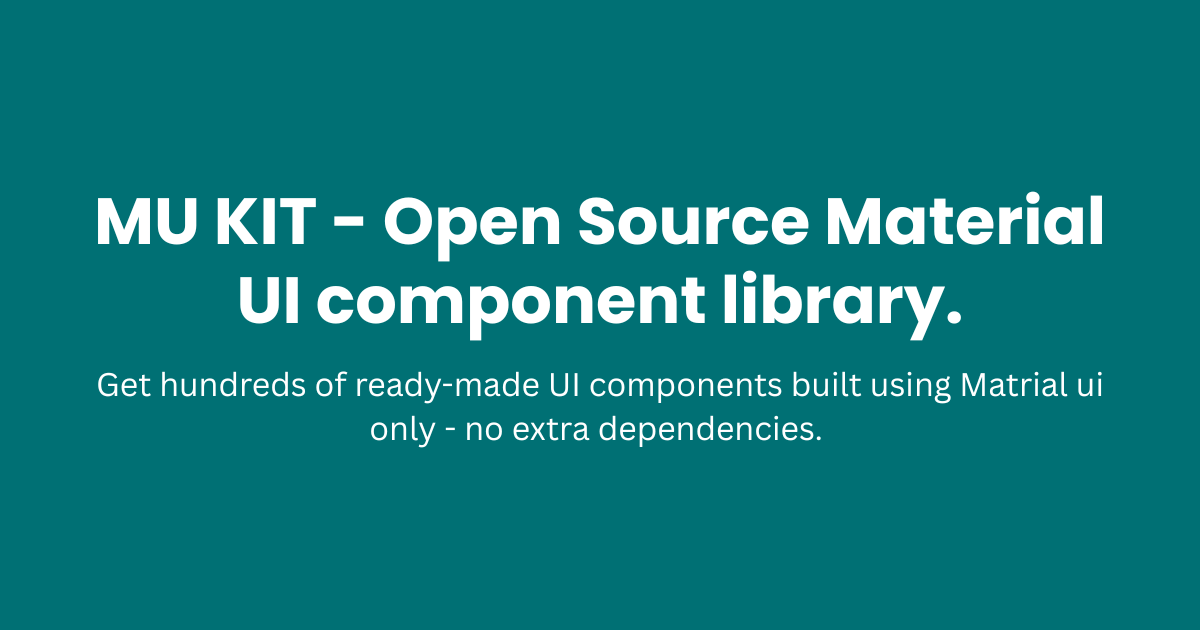 MU KIT - Open Source Material
UI component library.
Get hundreds of ready-made UI components built using Matrial ui
only - no extra dependencies.